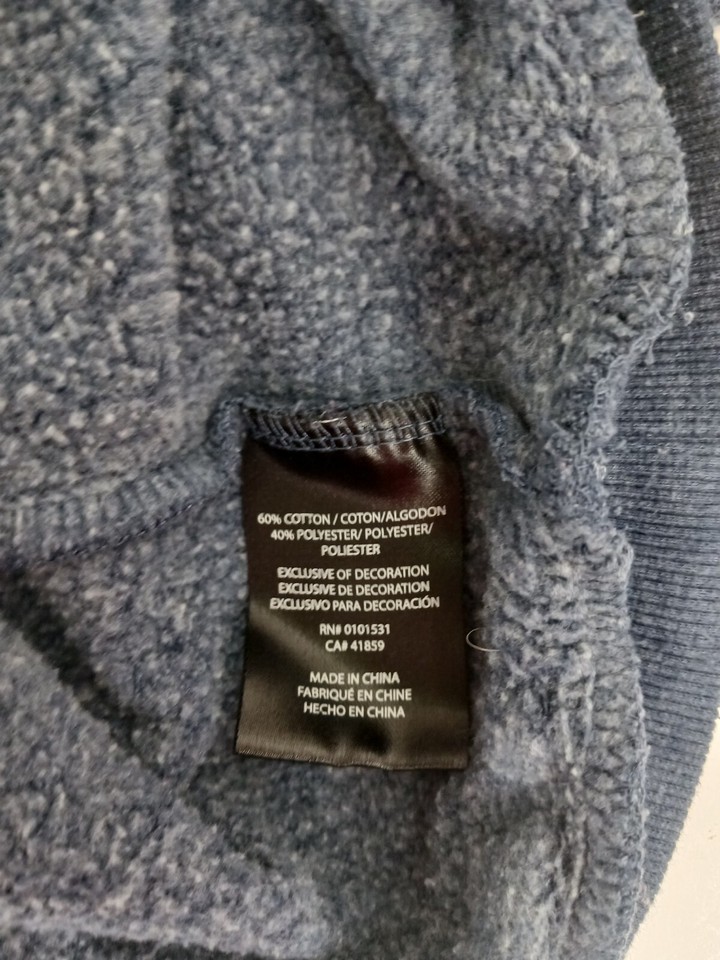 60% COTTON / COTON/ALGODON
40% POLYESTER/ POLYESTER/
POLIESTER
EXCLUSIVE OF DECORATION
EXCLUSIVE DE DECORATION
EXCLUSIVO PARA DECORACIÓN
RN# 0101531
CA# 41859
MADE IN CHINA
FABRIQUÉ EN CHINE
HECHO EN CHINA